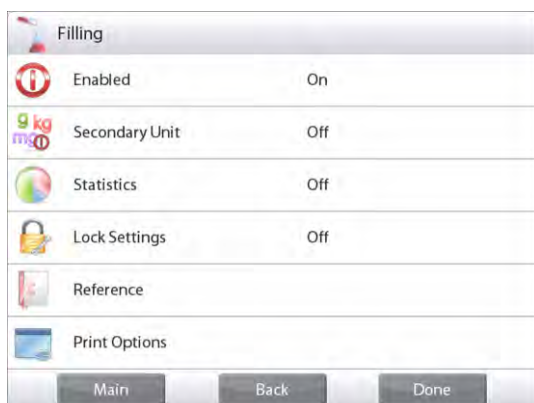 Filling
Enabled On
g kg
mg
Secondary Unit Off
Statistics Off
Lock Settings Off
Reference
Print Options
Main Back Done